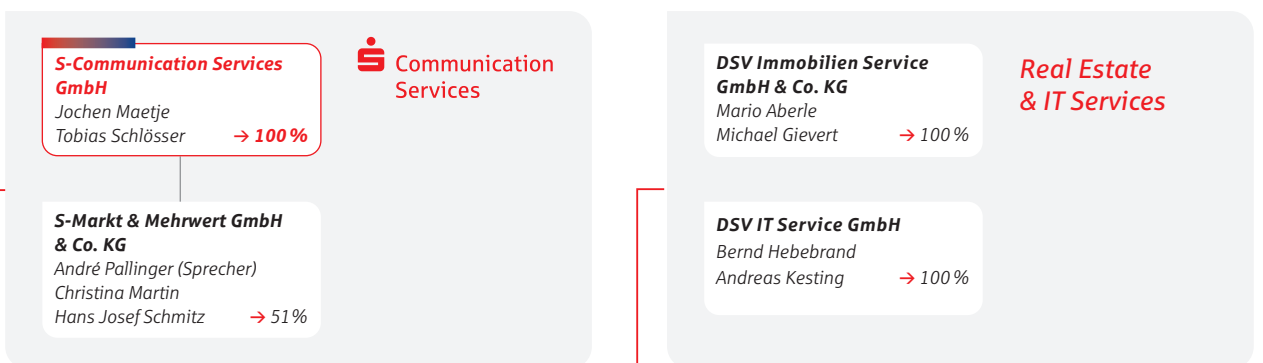 S-Communication Services
GmbH
Jochen Maetje
Tobias Schlösser → 100 %
Communication
Services
S-Markt & Mehrwert GmbH
& Co. KG
André Pallinger (Sprecher)
Christina Martin
Hans Josef Schmitz → 51 %
DSV Immobilien Service
GmbH & Co. KG
Mario Aberle
Michael Gievert → 100 %
Real Estate
& IT Services
DSV IT Service GmbH
Bernd Hebebrand
Andreas Kesting → 100 %